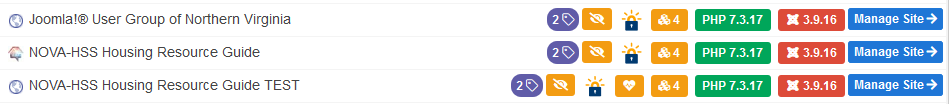 Joomla!® User Group of Northern Virginia 2 4 PHP 7.3.17 3.9.16 Manage Site
NOVA-HSS Housing Resource Guide 2 4 PHP 7.3.17 3.9.16 Manage Site
NOVA-HSS Housing Resource Guide TEST 2 4 PHP 7.3.17 3.9.16 Manage Site